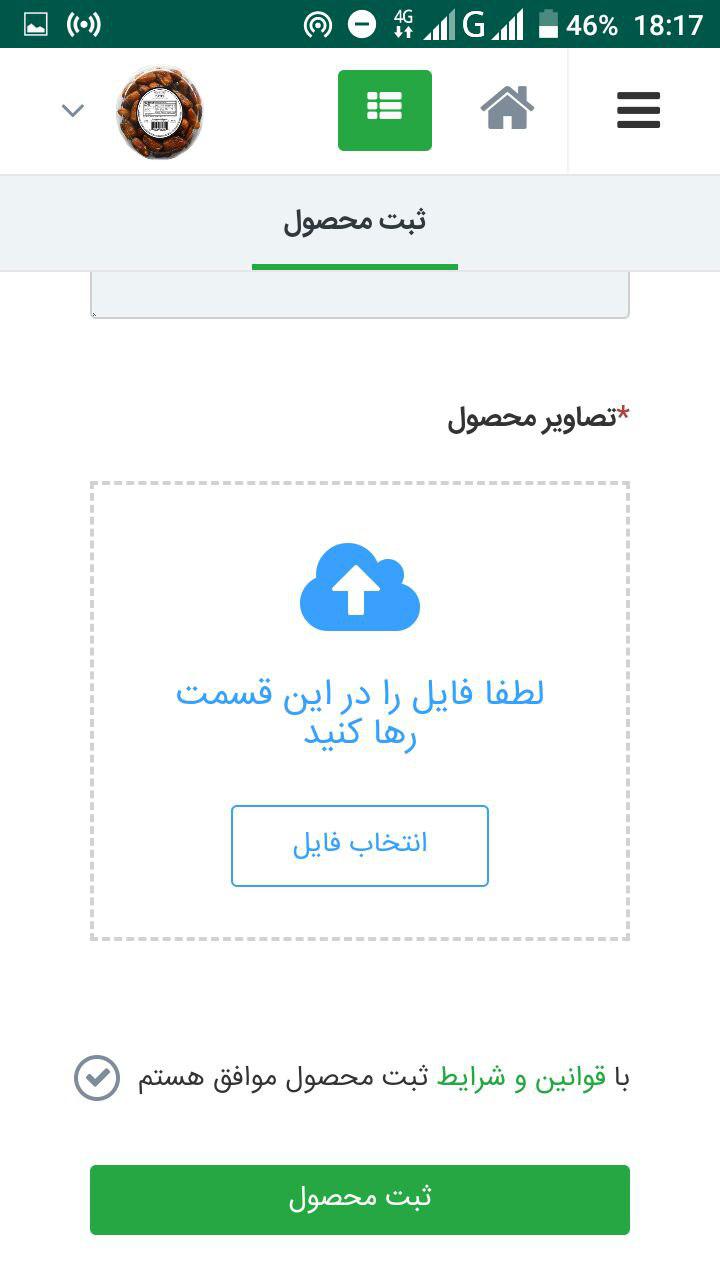 4G G 46% 18:17
ثبت محصول
*تصاویر محصول
لطفا فایل را در این قسمت
رها کنید
انتخاب فایل
با قوانین و شرایط ثبت محصول موافق هستم
ثبت محصول